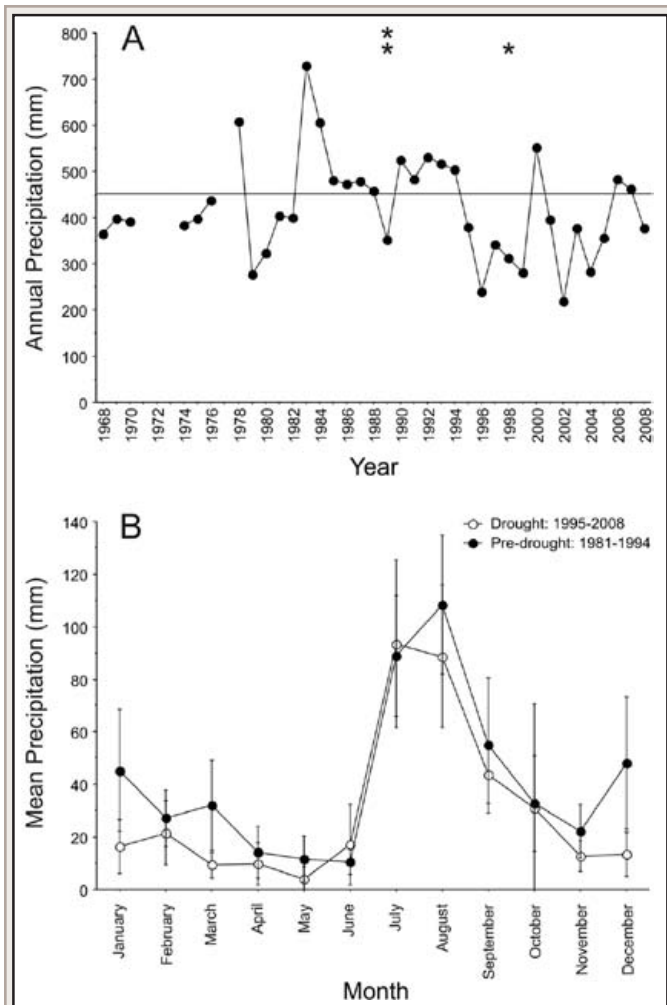 A
*
*
*
Annual Precipitation (mm)
800
700
600
500
400
300
200
100
0
1968
1970
1972
1974
1976
1978
1980
1982
1984
1986
1988
1990
1992
1994
1996
1998
2000
2002
2004
2006
2008
Year
B
Drought: 1995-2008
Pre-drought: 1981-1994
Mean Precipitation (mm)
140
120
100
80
60
40
20
0
January
February
March
April
May
June
July
August
September
October
November
December
Month